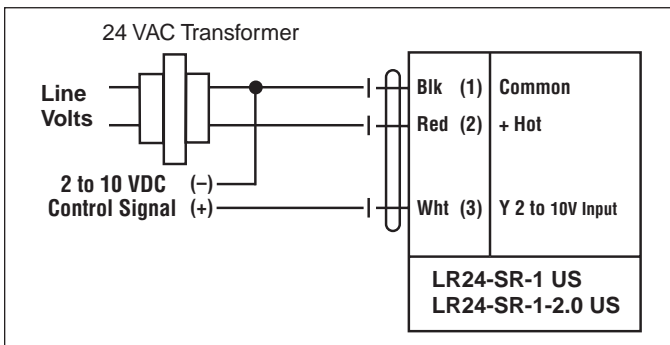 24 VAC Transformer
Line
Volts
Blk (1) Common
Red (2) + Hot
2 to 10 VDC (–)
Control Signal (+)
Wht (3) Y 2 to 10V Input
LR24-SR-1 US
LR24-SR-1-2.0 US